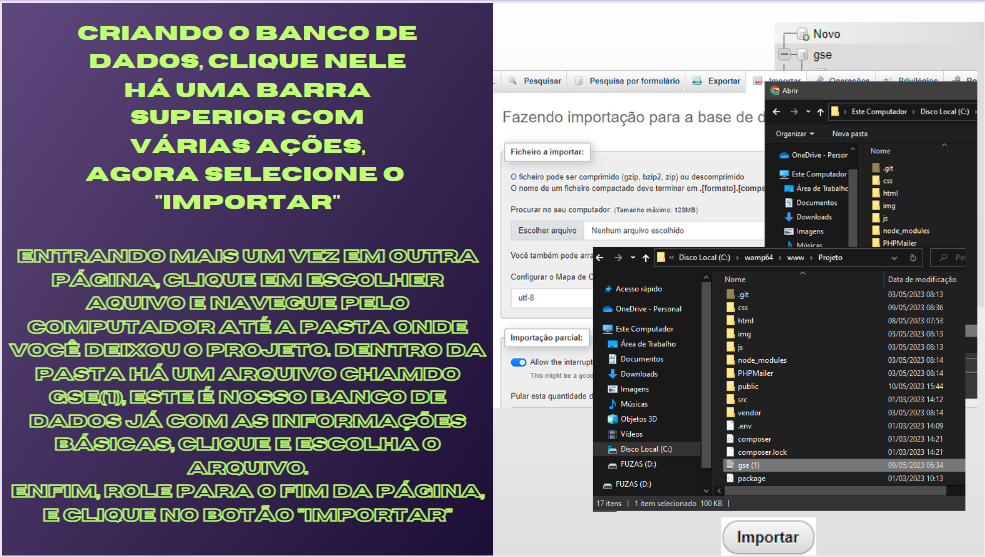 CRIANDO O BANCO DE
DADOS, CLIQUE NELE
HÁ UMA BARRA
SUPERIOR COM
VÁRIAS AÇÕES,
AGORA SELECIONE O
"IMPORTAR"
ENTRANDO MAIS UM VEZ EM OUTRA
PÁGINA, CLIQUE EM ESCOLHER
AQUIVO E NAVEGUE PELO
COMPUTADOR ATÉ A PASTA ONDE
VOCÊ DEIXOU O PROJETO. DENTRO DA
PASTA HÁ UM ARQUIVO CHAMDO
GSE(1), ESTE É NOSSO BANCO DE
DADOS JÁ COM AS INFORMAÇÕES
BÁSICAS, CLIQUE E ESCOLHA O
ARQUIVO.
ENFIM, ROLE PARA O FIM DA PÁGINA,
E CLIQUE NO BOTÃO "IMPORTAR"
Novo
gse
Pesquisar Pesquisa por formulário Exportar Importar Operações Privilégios
Fazendo importação para a base de d
Ficheiro a importar:
O ficheiro pode ser comprimido (gzip, bzip2, zip) ou descomprimido.
O nome de um ficheiro compactado deve terminar em .[formato].[compa
Procurar no seu computador: (Tamanho máximo: 128MB)
Escolher arquivo Nenhum arquivo escolhido
Você também pode arra
Configurar o Mapa de C
utf-8
Importação parcial:
Allow the interrupt
This might be a good
Pular esta quantidade d
Abrir
Este Computador > Disco Local (C:)
Organizar Nova pasta
OneDrive - Person
Este Computador
Área de Trabalho
Documentos
Downloads
Imagens
Músicas
Nome
.git
css
html
img
js
node_modules
PHPMailer
« Disco Local (C:) > wamp64 > www > Projeto
Pe
Acesso rápido
OneDrive - Personal
Este Computador
Área de Trabalho
Documentos
Downloads
Imagens
Músicas
Objetos 3D
Vídeos
Disco Local (C:)
FUZAS (D:)
FUZAS (D:)
Nome Data de modificação
.git 03/05/2023 08:13
css 09/05/2023 08:36
html 08/05/2023 07:53
img 03/05/2023 08:13
js 03/05/2023 08:13
node_modules 03/05/2023 08:14
PHPMailer 03/05/2023 08:14
public 10/05/2023 15:44
src 01/03/2023 14:12
vendor 03/05/2023 08:14
.env 01/03/2023 14:09
composer 01/03/2023 14:21
composer.lock 01/03/2023 14:21
gse (1) 09/05/2023 06:34
package 01/03/2023 10:13
17 itens 1 item selecionado 100 KB
Importar